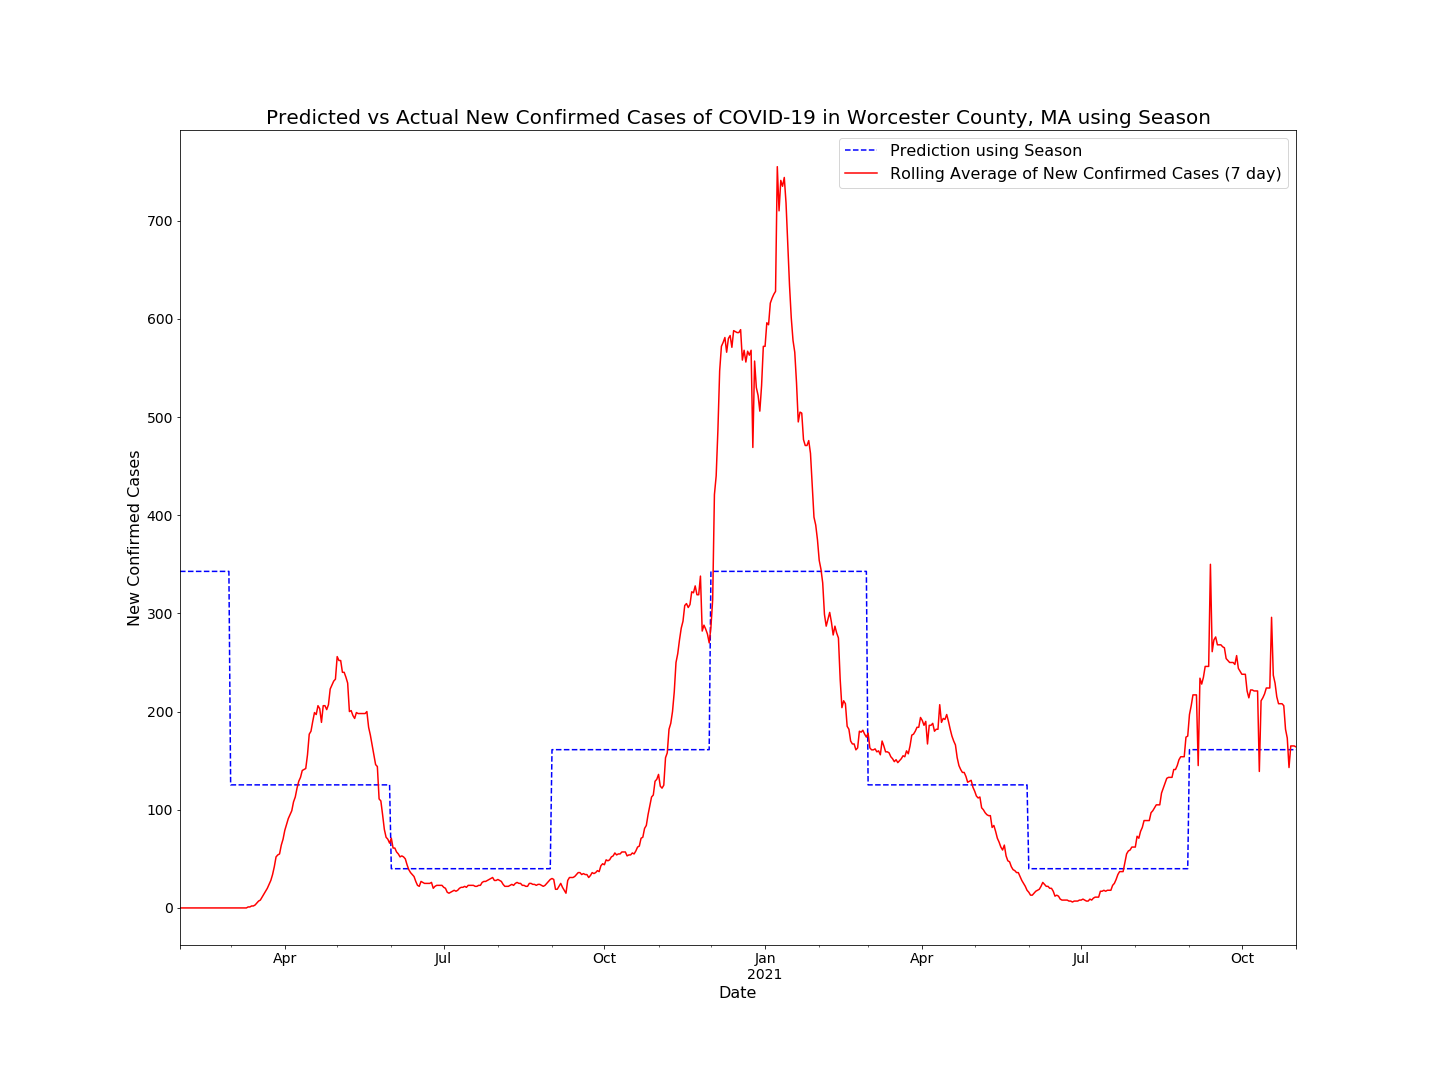 Predicted vs Actual New Confirmed Cases of COVID-19 in Worcester County, MA using Season
Prediction using Season
Rolling Average of New Confirmed Cases (7 day)
700
600
500
400
300
200
100
0
New Confirmed Cases
Apr
Jul
Oct
Jan
2021
Apr
Jul
Oct
Date